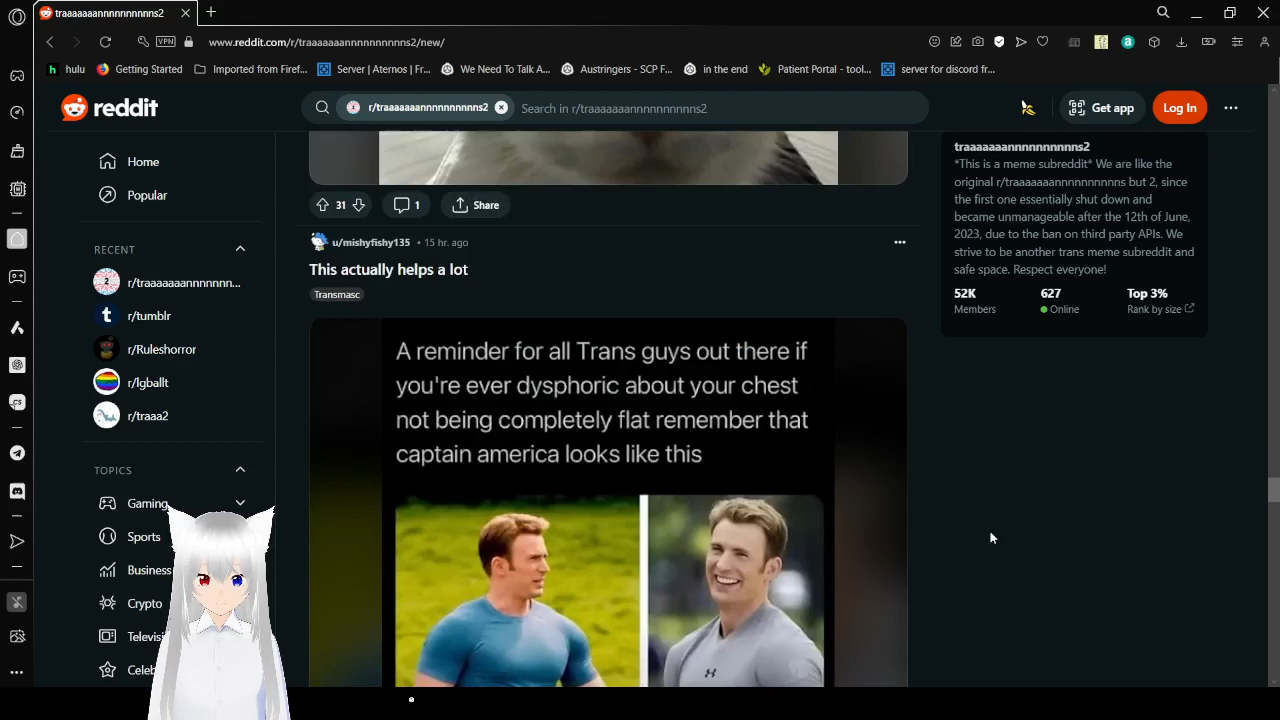 traaaaaaannnnnnnnnns2
www.reddit.com/r/traaaaaaannnnnnnnnns2/new/
VPN
hulu
Getting Started
Imported from Firef...
Server | Aternos | Fr...
We Need To Talk A...
Austringers - SCP F...
in the end
Patient Portal - tool...
server for discord fr...
reddit
r/traaaaaaannnnnnnnnns2
Search in r/traaaaaaannnnnnnnnns2
Get app
Log In
Home
Popular
RECENT
r/traaaaaaannnnnnn...
r/tumblr
r/Ruleshorror
r/lgballt
r/traaa2
TOPICS
Gaming
Sports
Business
Crypto
Televisi
Celeb
31
1
Share
u/mishyfishy135 • 15 hr. ago
This actually helps a lot
Transmasc
A reminder for all Trans guys out there if
you're ever dysphoric about your chest
not being completely flat remember that
captain america looks like this
traaaaaaannnnnnnnnns2
*This is a meme subreddit* We are like the
original r/traaaaaaannnnnnnnnns but 2, since
the first one essentially shut down and
became unmanageable after the 12th of June,
2023, due to the ban on third party APIs. We
strive to be another trans meme subreddit and
safe space. Respect everyone!
52K
Members
627
Online
Top 3%
Rank by size